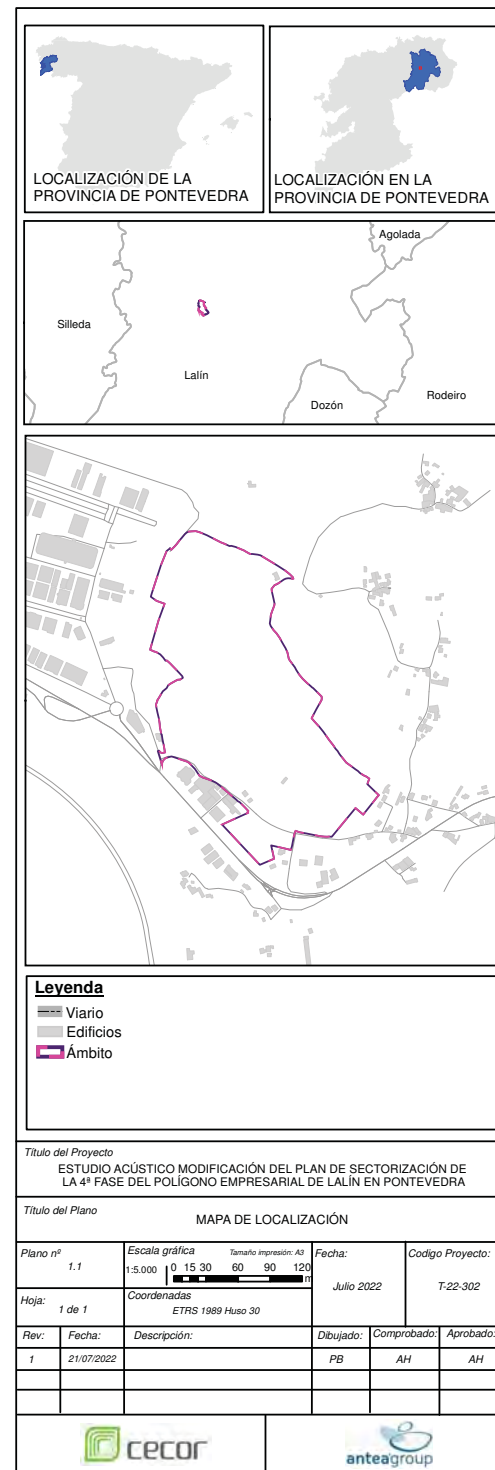 LOCALIZACIÓN DE LA
PROVINCIA DE PONTEVEDRA
LOCALIZACIÓN EN LA
PROVINCIA DE PONTEVEDRA
Agolada
Silleda
Lalín
Dozón
Rodeiro
Leyenda
Viario
Edificios
Ámbito
Título del Proyecto
ESTUDIO ACÚSTICO MODIFICACIÓN DEL PLAN DE SECTORIZACIÓN DE
LA 4ª FASE DEL POLÍGONO EMPRESARIAL DE LALÍN EN PONTEVEDRA
Título del Plano
MAPA DE LOCALIZACIÓN
Plano nº
1.1
Escala gráfica
Tamaño impresión: A3
1:5.000
0 15 30 60 90 120
m
Fecha:
Julio 2022
Codigo Proyecto:
T-22-302
Hoja:
1 de 1
Coordenadas
ETRS 1989 Huso 30
Rev: Fecha: Descripción: Dibujado: Comprobado: Aprobado:
1 21/07/2022 PB AH AH
cecor
anteagroup